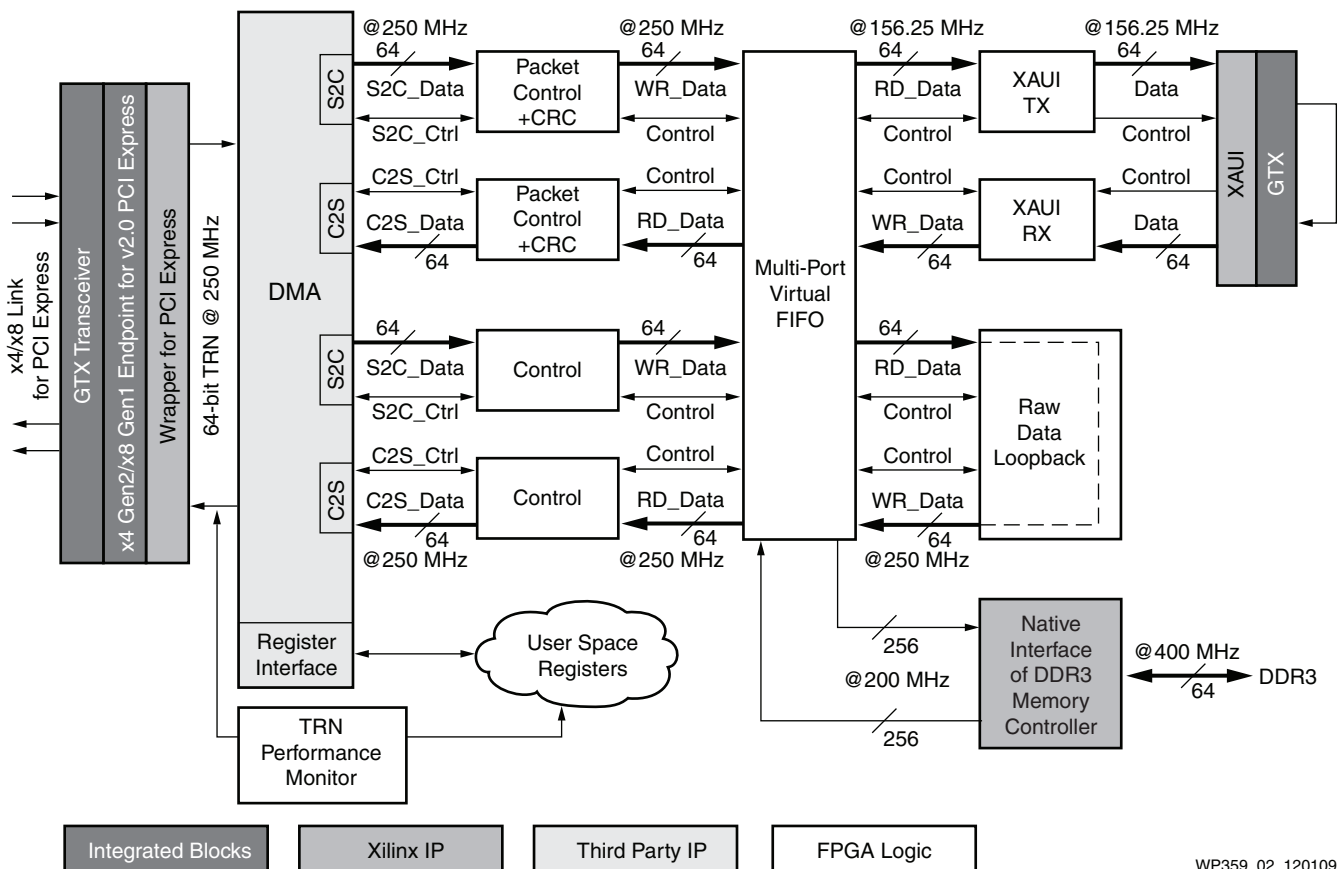 @250 MHz
64
S2C_Data
S2C_Ctrl
S2C
Packet
Control
+CRC
@250 MHz
64
WR_Data
Control
@156.25 MHz
64
RD_Data
Control
XAUI
TX
@156.25 MHz
64
Data
Control
C2S
C2S_Ctrl
C2S_Data
64
Packet
Control
+CRC
Control
RD_Data
64
Control
WR_Data
64
XAUI
RX
Control
Data
64
XAUI
GTX
x4/x8 Link
for PCI Express
GTX Transceiver
x4 Gen2/x8 Gen1 Endpoint for v2.0 PCI Express
Wrapper for PCI Express
64-bit TRN @ 250 MHz
DMA
Multi-Port
Virtual
FIFO
S2C
64
S2C_Data
S2C_Ctrl
Control
64
WR_Data
Control
64
RD_Data
Control
Raw
Data
Loopback
C2S
C2S_Ctrl
C2S_Data
64
@250 MHz
Control
Control
RD_Data
64
@250 MHz
Control
WR_Data
64
@250 MHz
Register
Interface
User Space
Registers
256
@200 MHz
256
Native
Interface
of DDR3
Memory
Controller
@400 MHz
64
DDR3
TRN
Performance
Monitor
Integrated Blocks
Xilinx IP
Third Party IP
FPGA Logic
WP359_02_120109